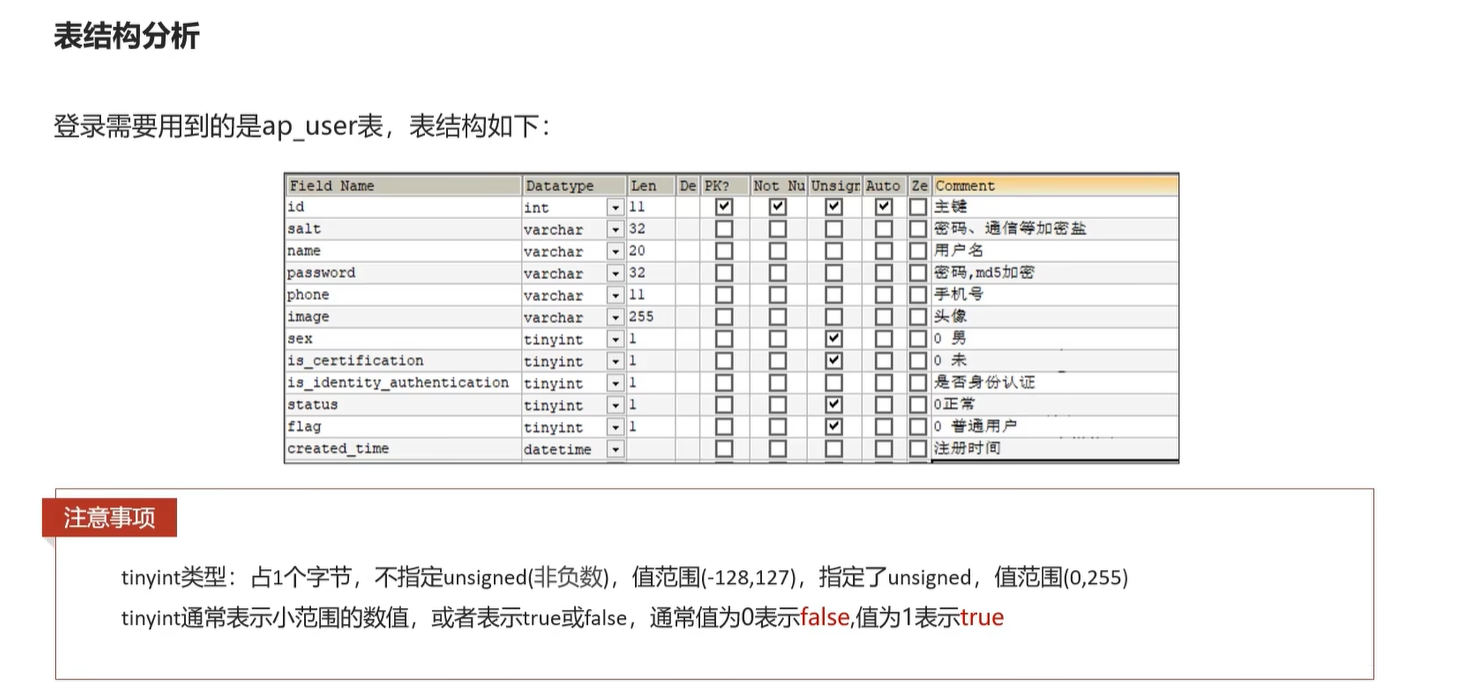 表结构分析
登录需要用到的是ap_user表，表结构如下：
Field Name Datatype Len De PK? Not Nu Unsigr Auto Ze Comment
id int 11 主键
salt varchar 32 密码、通信等加密盐
name varchar 20 用户名
password varchar 32 密码,md5加密
phone varchar 11 手机号
image varchar 255 头像
sex tinyint 1 0 男
is_certification tinyint 1 0 未
is_identity_authentication tinyint 1 是否身份认证
status tinyint 1 0正常
flag tinyint 1 0 普通用户
created_time datetime 注册时间
注意事项
tinyint类型：占1个字节，不指定unsigned(非负数)，值范围(-128,127)，指定了unsigned，值范围(0,255)
tinyint通常表示小范围的数值，或者表示true或false，通常值为0表示false,值为1表示true